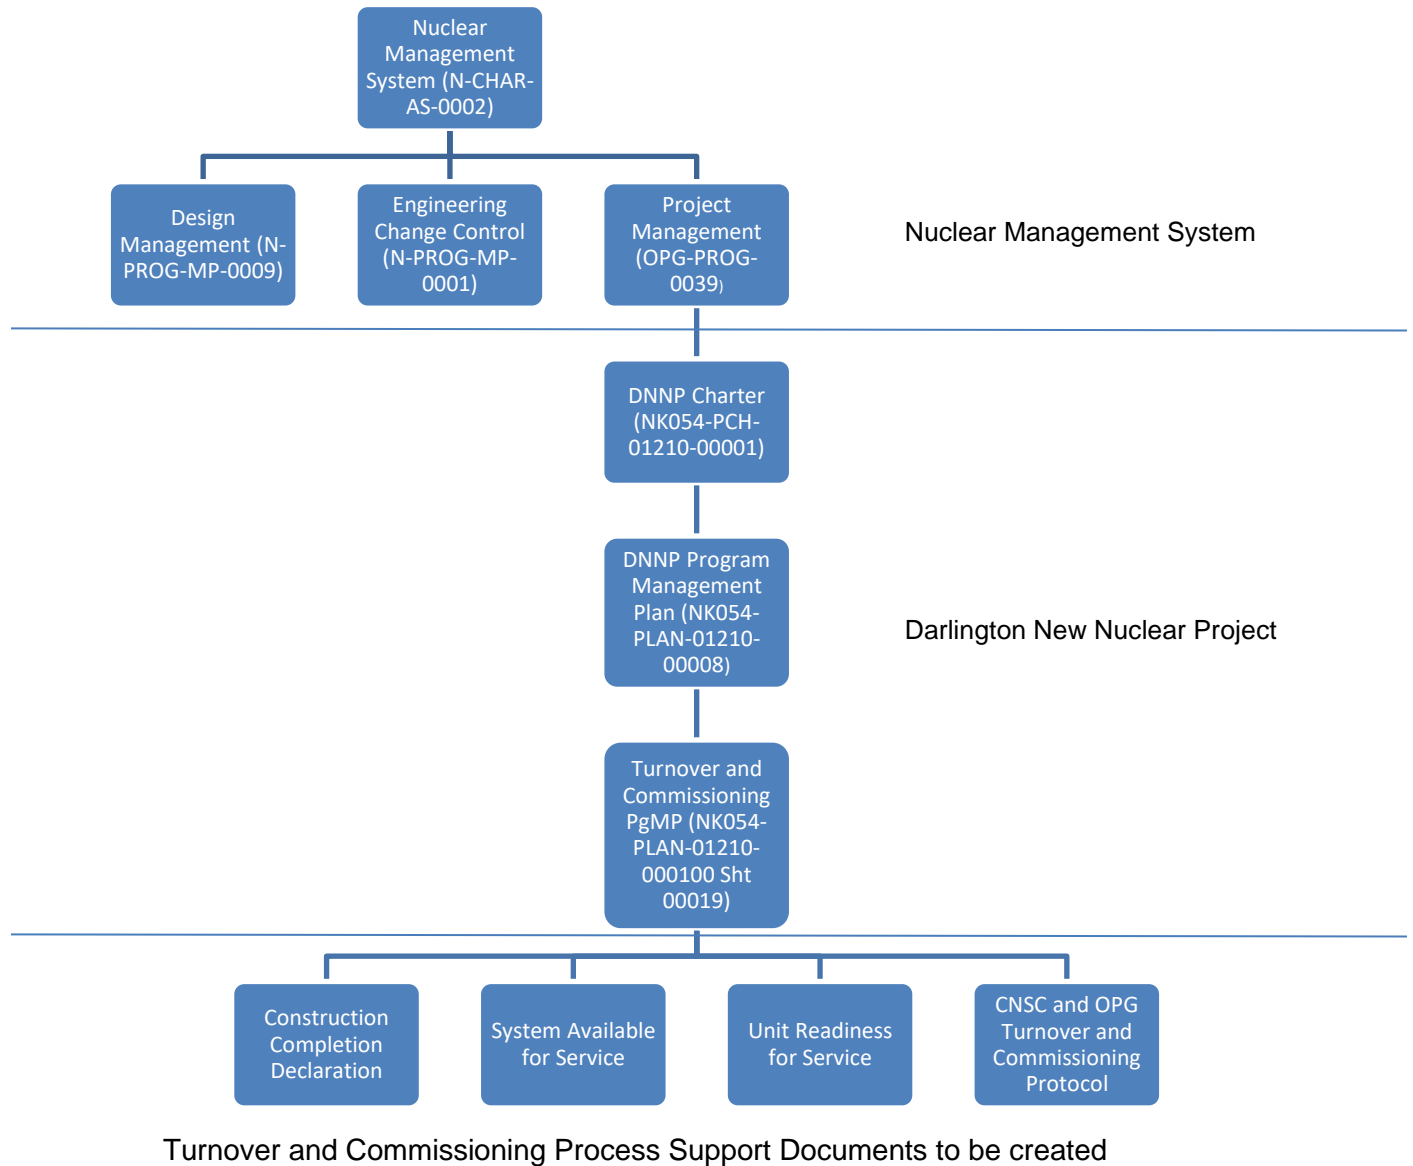 Nuclear
Management
System (N-CHAR-
AS-0002)
Design
Management (N-
PROG-MP-0009)
Engineering
Change Control
(N-PROG-MP-
0001)
Project
Management
(OPG-PROG-
0039)
Nuclear Management System
DNNP Charter
(NK054-PCH-
01210-00001)
DNNP Program
Management
Plan (NK054-
PLAN-01210-
00008)
Darlington New Nuclear Project
Turnover and
Commissioning
PgMP (NK054-
PLAN-01210-
000100 Sht
00019)
Construction
Completion
Declaration
System Available
for Service
Unit Readiness
for Service
CNSC and OPG
Turnover and
Commissioning
Protocol
Turnover and Commissioning Process Support Documents to be created